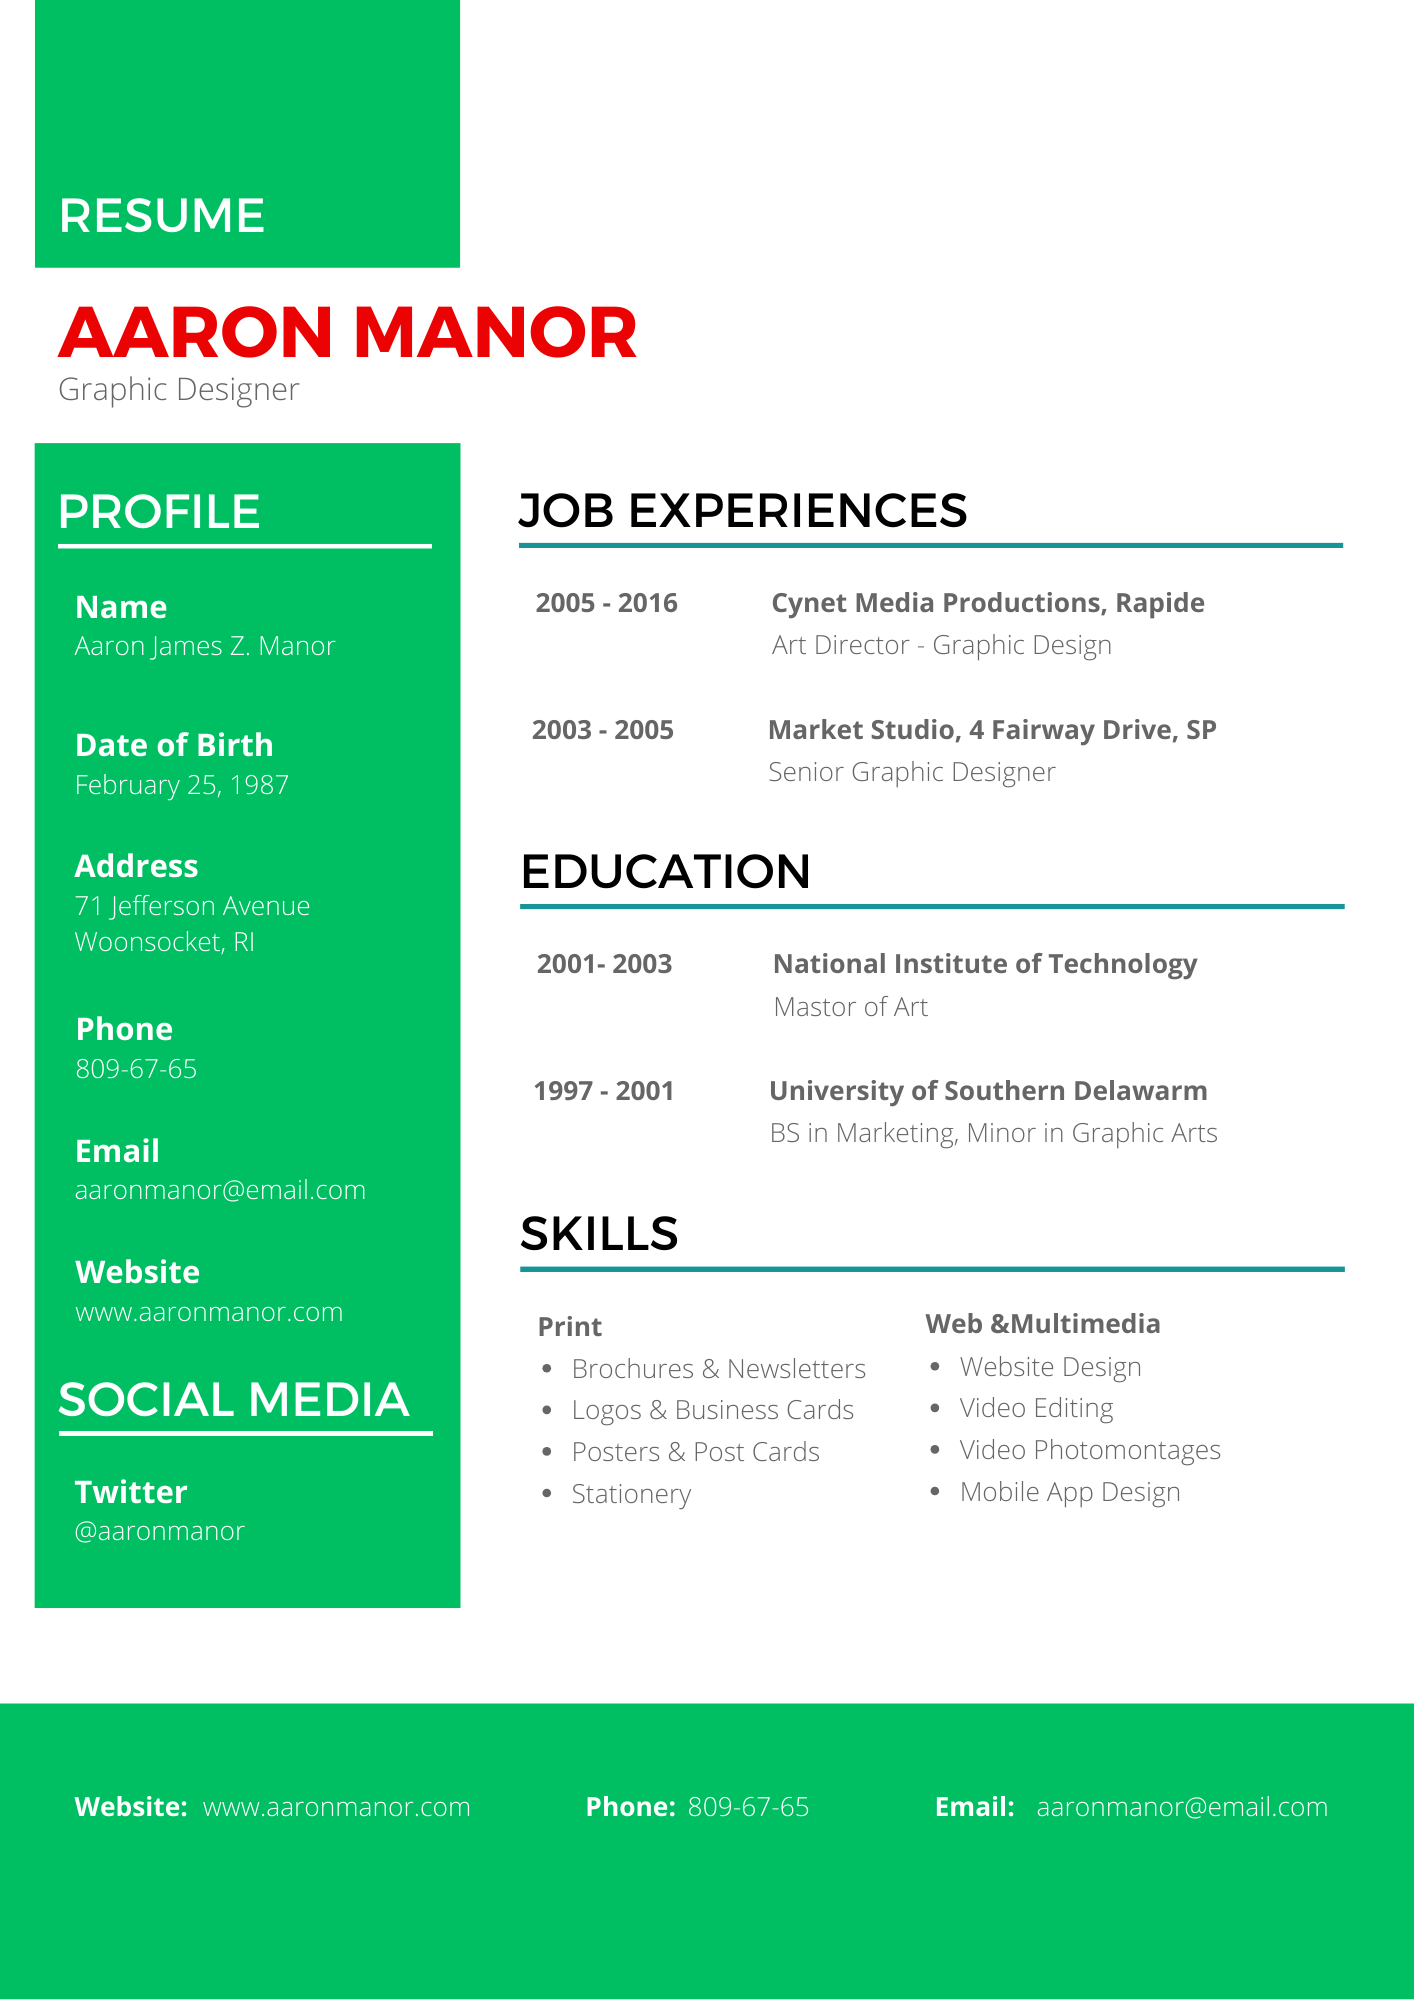 RESUME
AARON MANOR
Graphic Designer
PROFILE
Name
Aaron James Z. Manor
Date of Birth
February 25, 1987
Address
71 Jefferson Avenue
Woonsocket, RI
Phone
809-67-65
Email
aaronmanor@email.com
Website
www.aaronmanor.com
SOCIAL MEDIA
Twitter
@aaronmanor
JOB EXPERIENCES
2005 - 2016 Cynet Media Productions, Rapide
Art Director - Graphic Design
2003 - 2005 Market Studio, 4 Fairway Drive, SP
Senior Graphic Designer
EDUCATION
2001- 2003 National Institute of Technology
Mastor of Art
1997 - 2001 University of Southern Delawarm
BS in Marketing, Minor in Graphic Arts
SKILLS
Print
• Brochures & Newsletters
• Logos & Business Cards
• Posters & Post Cards
• Stationery
Web &Multimedia
• Website Design
• Video Editing
• Video Photomontages
• Mobile App Design
Website: www.aaronmanor.com Phone: 809-67-65 Email: aaronmanor@email.com